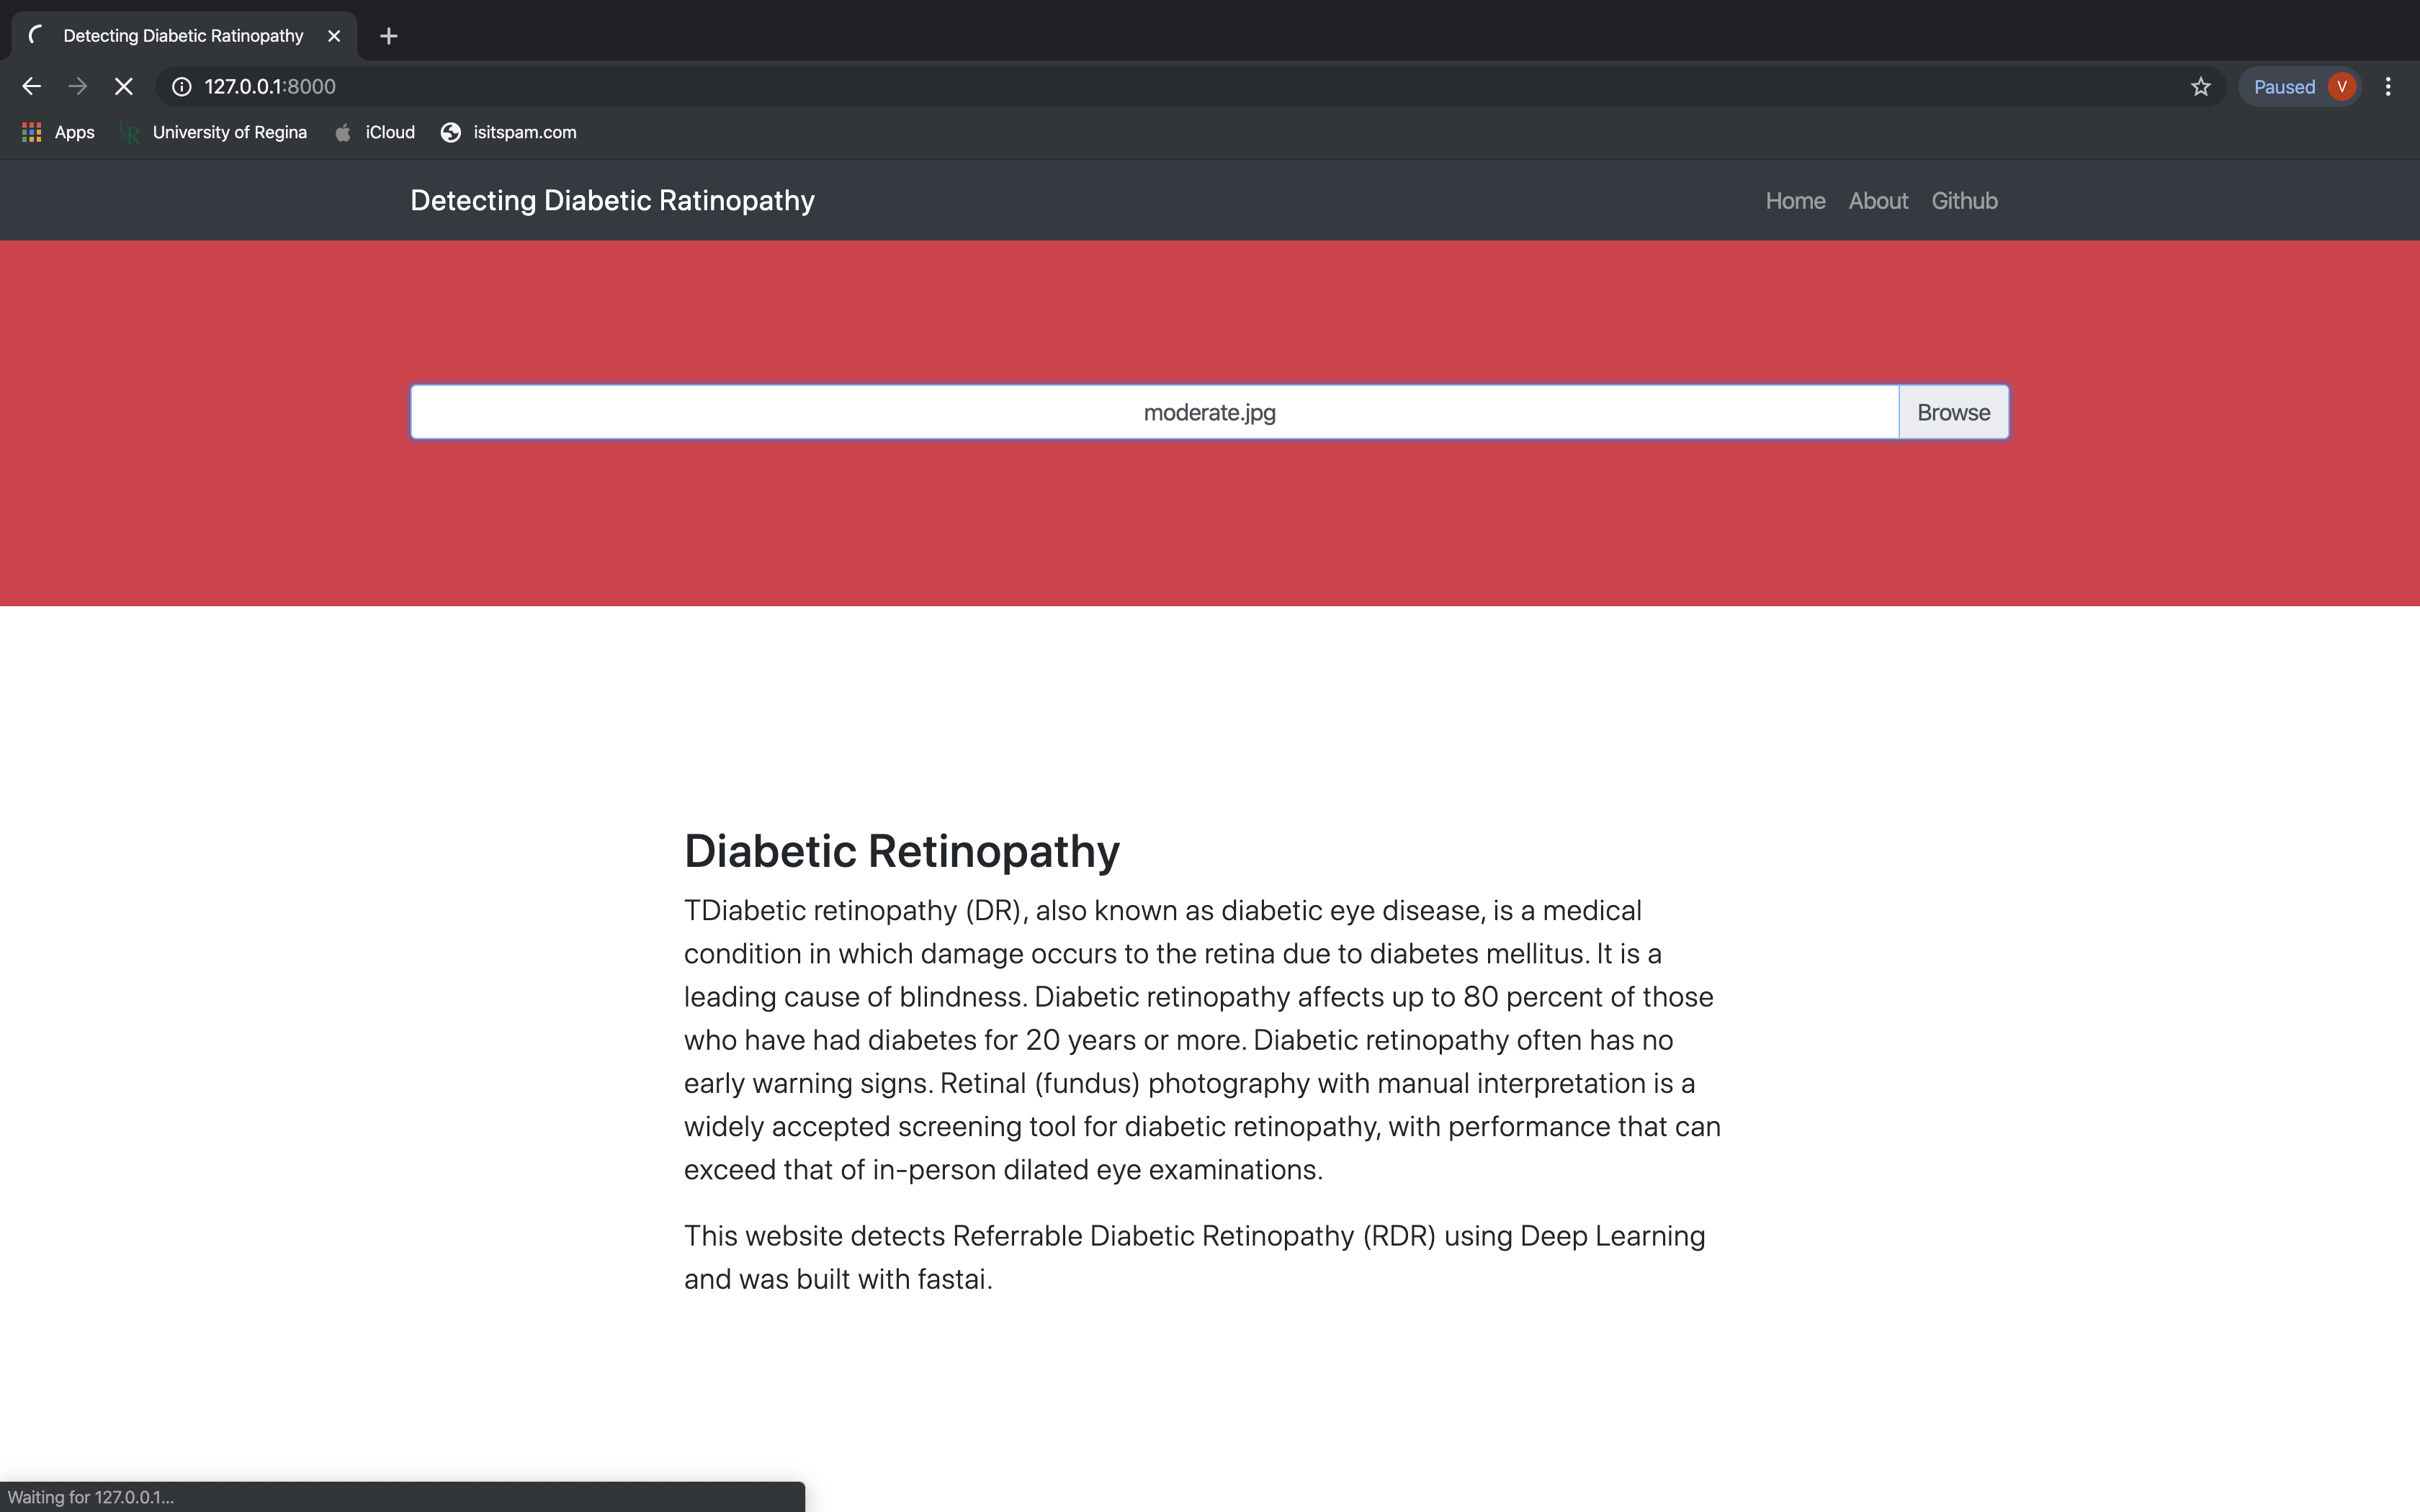 Detecting Diabetic Ratinopathy
127.0.0.1:8000
Paused V
Apps University of Regina iCloud isitspam.com
Detecting Diabetic Ratinopathy Home About Github
moderate.jpg Browse
Diabetic Retinopathy
TDiabetic retinopathy (DR), also known as diabetic eye disease, is a medical
condition in which damage occurs to the retina due to diabetes mellitus. It is a
leading cause of blindness. Diabetic retinopathy affects up to 80 percent of those
who have had diabetes for 20 years or more. Diabetic retinopathy often has no
early warning signs. Retinal (fundus) photography with manual interpretation is a
widely accepted screening tool for diabetic retinopathy, with performance that can
exceed that of in-person dilated eye examinations.
This website detects Referrable Diabetic Retinopathy (RDR) using Deep Learning
and was built with fastai.
Waiting for 127.0.0.1...